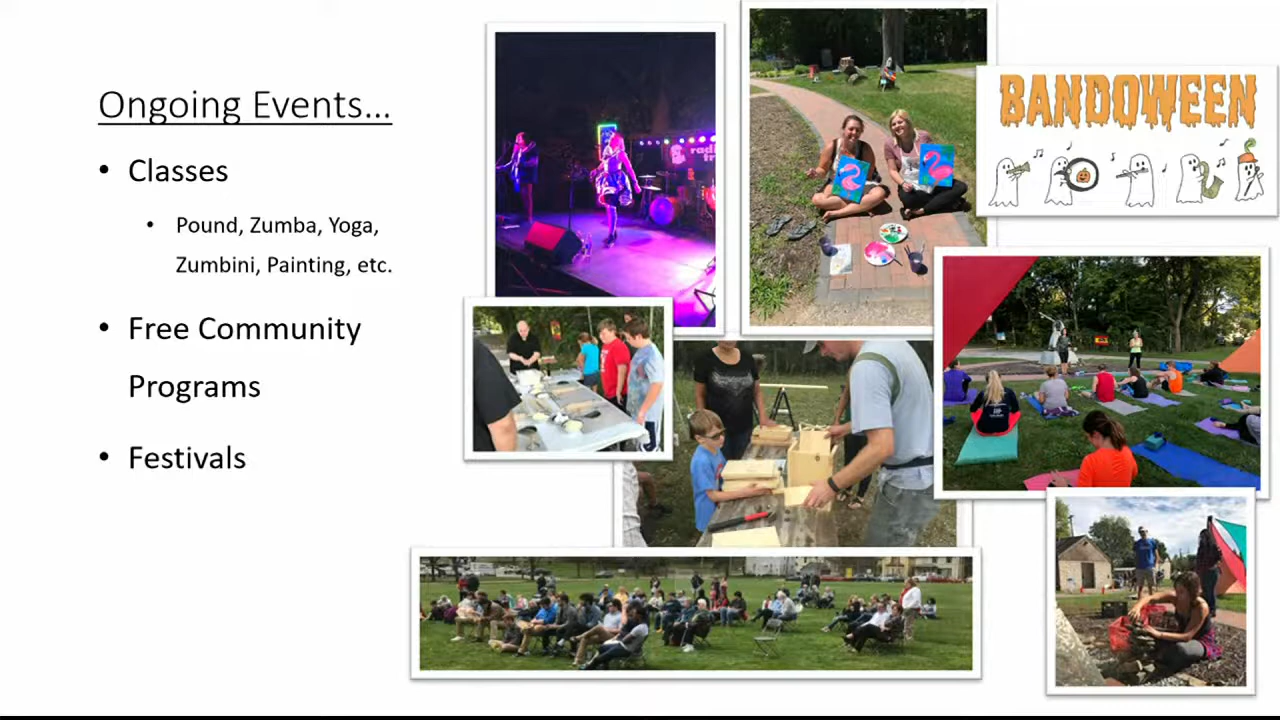 Ongoing Events...
• Classes
• Pound, Zumba, Yoga,
Zumbini, Painting, etc.
• Free Community
Programs
• Festivals
BANDOWEEN